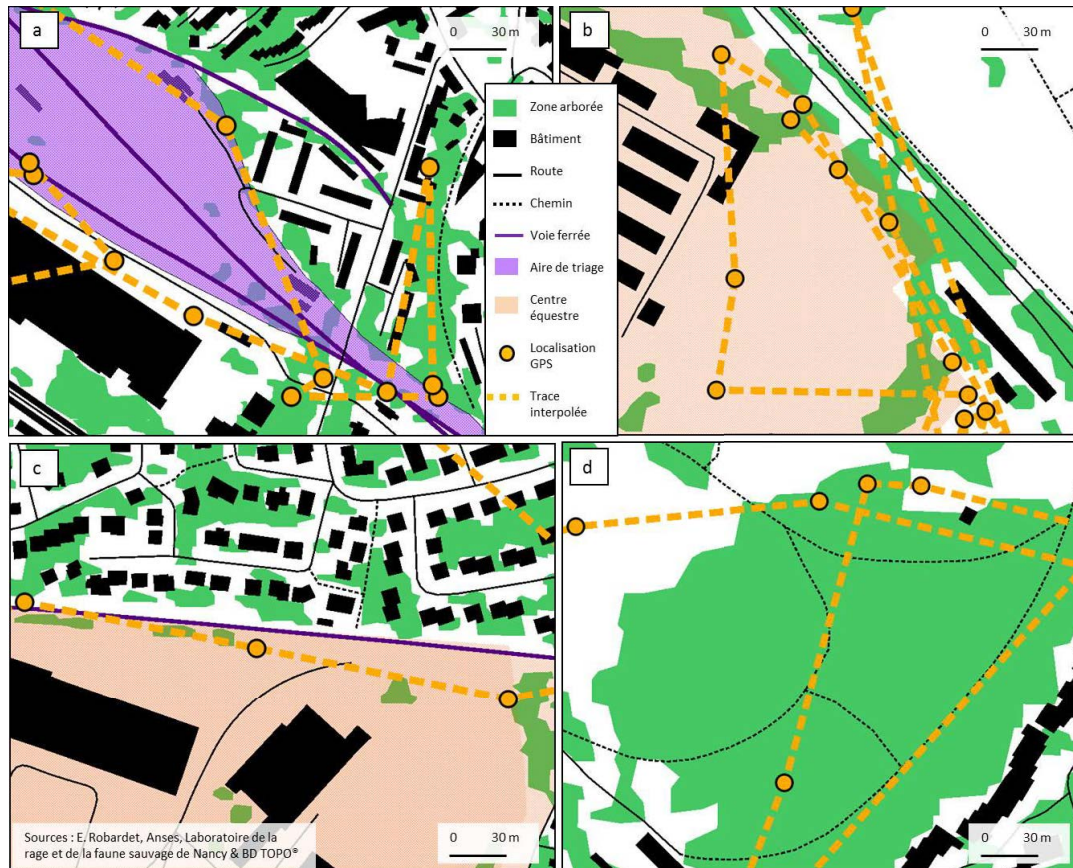 a
0 30 m
b
0 30 m
Zone arborée
Bâtiment
Route
Chemin
Voie ferrée
Aire de triage
Centre
équestre
Localisation
GPS
Trace
interpolée
c
d
Sources : E. Robardet, Anses, Laboratoire de la
rage et de la faune sauvage de Nancy & BD TOPO®
0 30 m
0 30 m